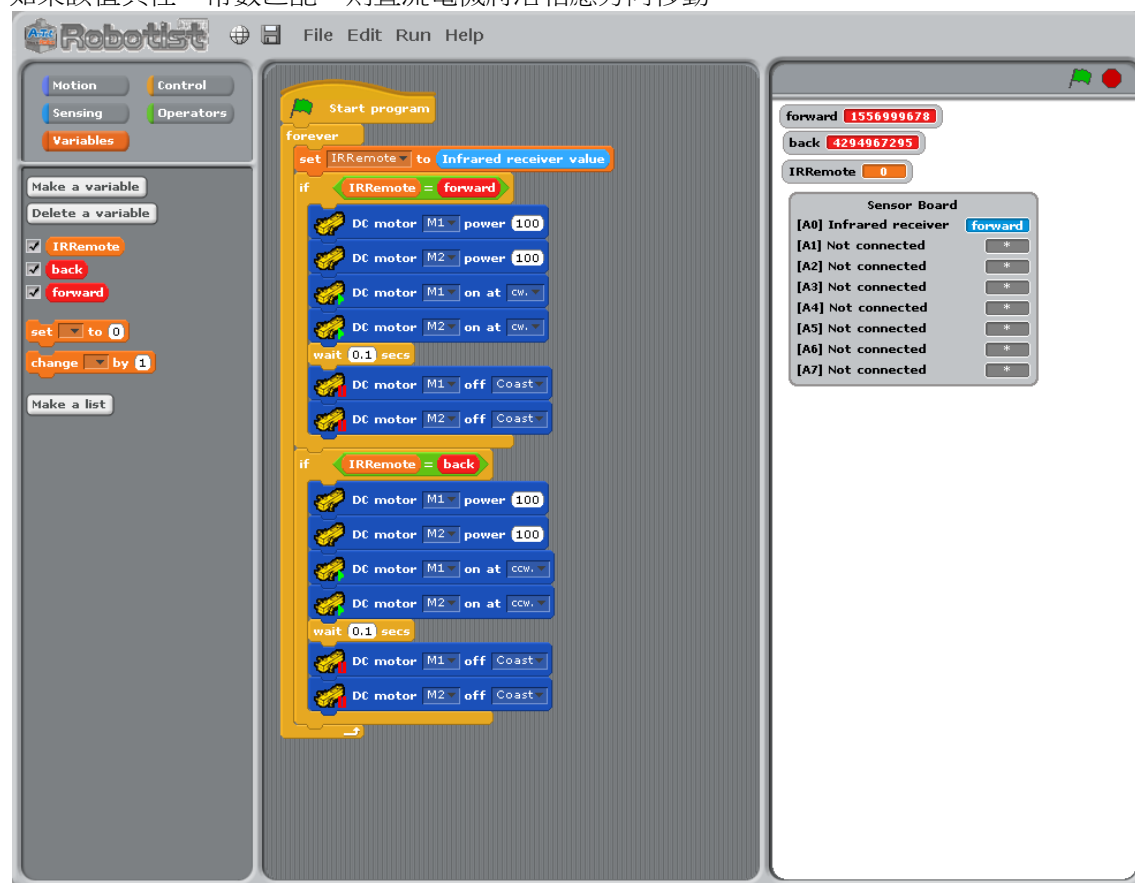 Robotist File Edit Run Help
Motion Control
Sensing Operators
Variables
Make a variable
Delete a variable
IRRemote
back
forward
set to 0
change by 1
Make a list
Start program
forever
set IRRemote to Infrared receiver value
if IRRemote = forward
DC motor M1 power 100
DC motor M2 power 100
DC motor M1 on at cw.
DC motor M2 on at cw.
wait 0.1 secs
DC motor M1 off Coast
DC motor M2 off Coast
if IRRemote = back
DC motor M1 power 100
DC motor M2 power 100
DC motor M1 on at ccw.
DC motor M2 on at ccw.
wait 0.1 secs
DC motor M1 off Coast
DC motor M2 off Coast
forward 1556999678
back 4294967295
IRRemote 0
Sensor Board
[A0] Infrared receiver forward
[A1] Not connected *
[A2] Not connected *
[A3] Not connected *
[A4] Not connected *
[A5] Not connected *
[A6] Not connected *
[A7] Not connected *